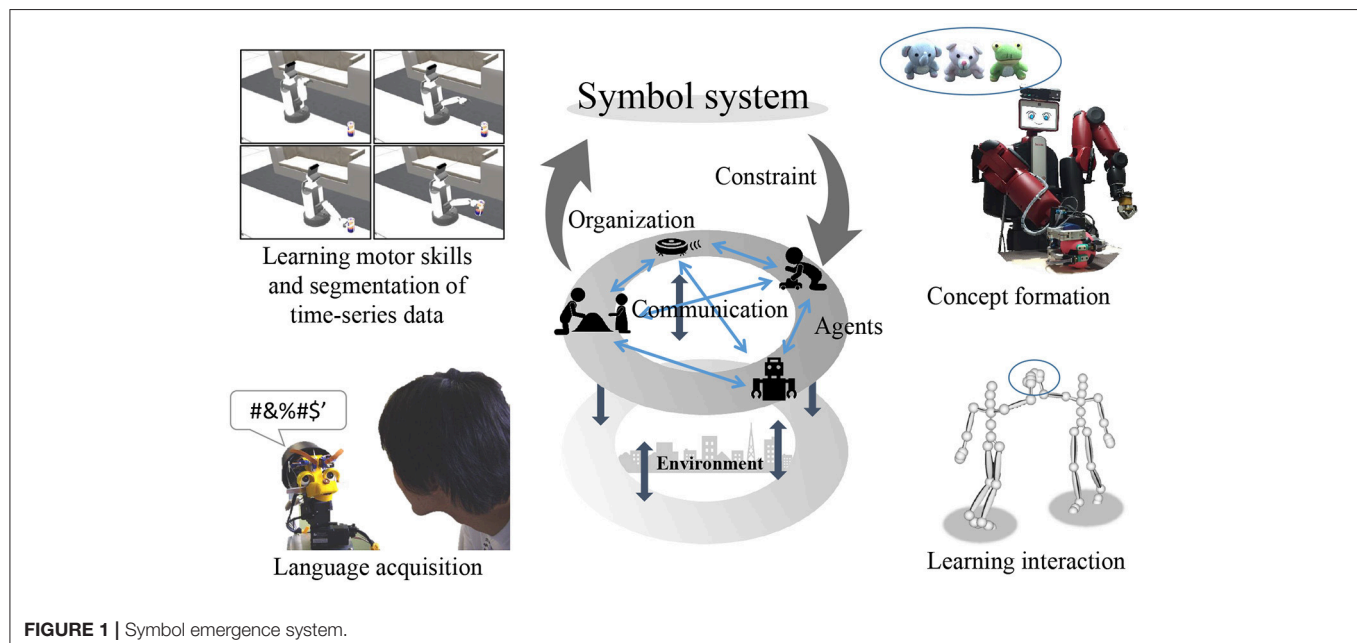 Symbol system
Constraint
Organization
Learning motor skills
and segmentation of
time-series data
Communication
Agents
Concept formation
#&%#$’
Environment
Language acquisition
Learning interaction
FIGURE 1 | Symbol emergence system.